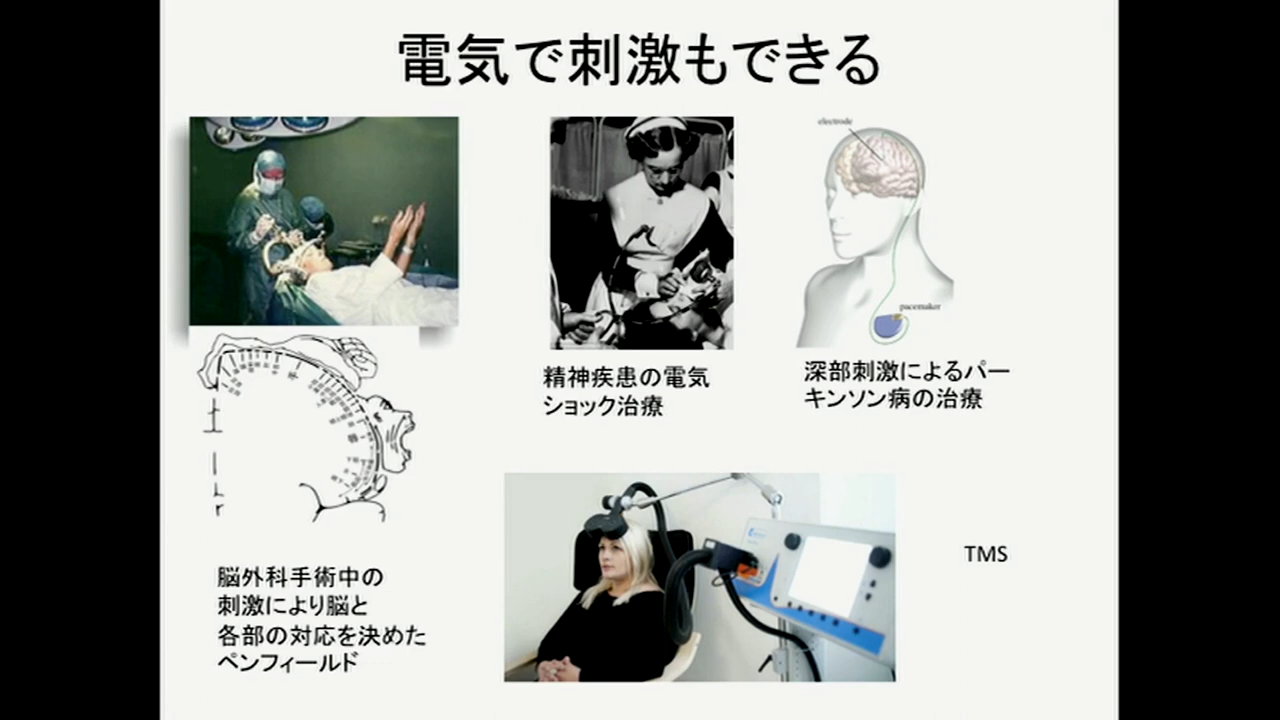 電気で刺激もできる
electrode
pacemaker
精神疾患の電気
ショック治療
深部刺激によるパー
キンソン病の治療
TMS
脳外科手術中の
刺激により脳と
各部の対応を決めた
ペンフィールド